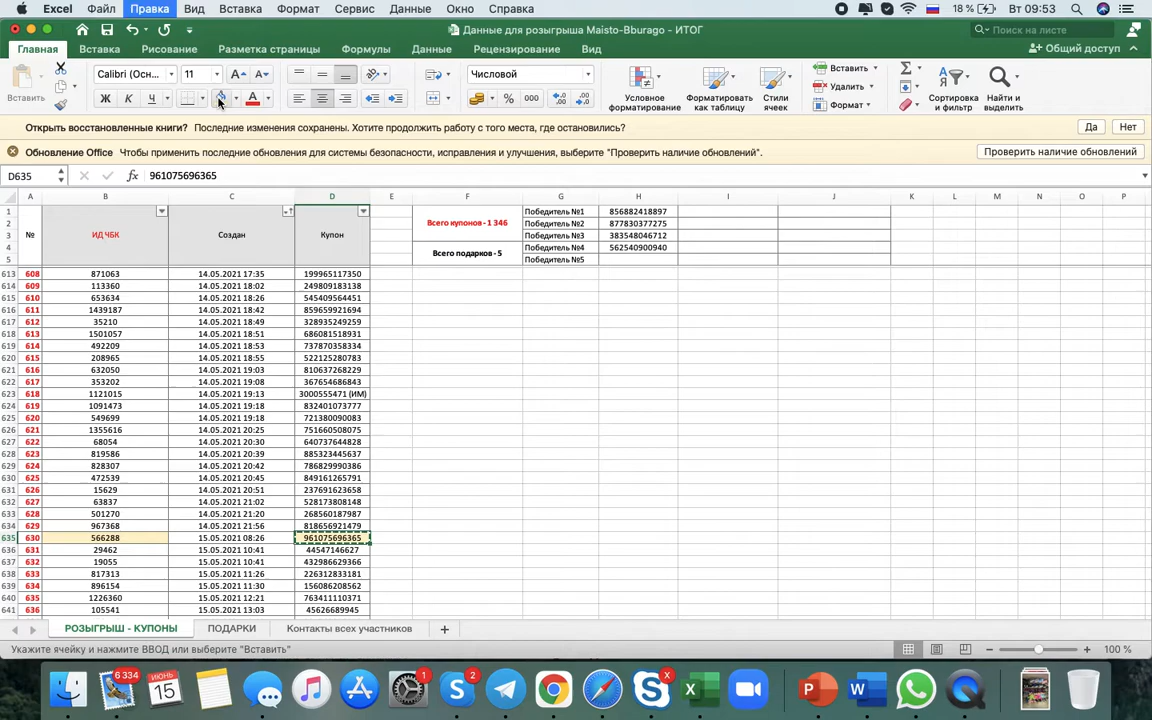 Excel Файл Правка Вид Вставка Формат Сервис Данные Окно Справка 18 % Вт 09:53
Данные для розыгрыша Maisto-Bburago - ИТОГ Поиск на листе
Главная Вставка Рисование Разметка страницы Формулы Данные Рецензирование Вид Общий доступ
Вставить Calibri (Осн... 11 Числовой Условное форматирование Форматировать как таблицу Стили ячеек Вставить Удалить Формат Сортировка и фильтр Найти и выделить
Открыть восстановленные книги? Последние изменения сохранены. Хотите продолжить работу с того места, где остановились? Да Нет
Обновление Office Чтобы применить последние обновления для системы безопасности, исправления и улучшения, выберите "Проверить наличие обновлений". Проверить наличие обновлений
D635 fx 961075696365
A B C D E F G H I J K L M N O P
№ ИД ЧБК Создан Купон
1 Всего купонов - 1 346 Победитель №1 856882418897
2 Победитель №2 877830377275
3 Победитель №3 383548046712
4 Всего подарков - 5 Победитель №4 562540900940
5 Победитель №5
613 608 871063 14.05.2021 17:35 199965117350
614 609 113360 14.05.2021 18:02 249809183138
615 610 653634 14.05.2021 18:26 545409564451
616 611 1439187 14.05.2021 18:42 859659921694
617 612 35210 14.05.2021 18:49 328935249259
618 613 1501057 14.05.2021 18:51 686081518931
619 614 492209 14.05.2021 18:53 737870358334
620 615 208965 14.05.2021 18:55 522125280783
621 616 632050 14.05.2021 19:03 810637268229
622 617 353202 14.05.2021 19:08 367654686843
623 618 1121015 14.05.2021 19:13 3000555471 (ИМ)
624 619 1091473 14.05.2021 19:18 832401073777
625 620 549699 14.05.2021 19:18 721380090083
626 621 1355616 14.05.2021 20:25 751660508075
627 622 68054 14.05.2021 20:30 640737644828
628 623 819586 14.05.2021 20:39 885323445637
629 624 828307 14.05.2021 20:42 786829990386
630 625 472539 14.05.2021 20:45 849161265791
631 626 15629 14.05.2021 20:51 237691623658
632 627 63837 14.05.2021 21:02 528173808148
633 628 501270 14.05.2021 21:20 268560187987
634 629 967368 14.05.2021 21:56 818656921479
635 630 566288 15.05.2021 08:26 961075696365
636 631 29462 15.05.2021 10:41 44547146627
637 632 19055 15.05.2021 10:41 432986629366
638 633 817313 15.05.2021 11:26 226312833181
639 634 896154 15.05.2021 11:30 156086208562
640 635 1226360 15.05.2021 12:21 763411110371
641 636 105541 15.05.2021 13:03 45626689945
РОЗЫГРЫШ - КУПОНЫ ПОДАРКИ Контакты всех участников
Укажите ячейку и нажмите ВВОД или выберите "Вставить" 100 %
6 334 ИЮНЬ 15 2 1 2